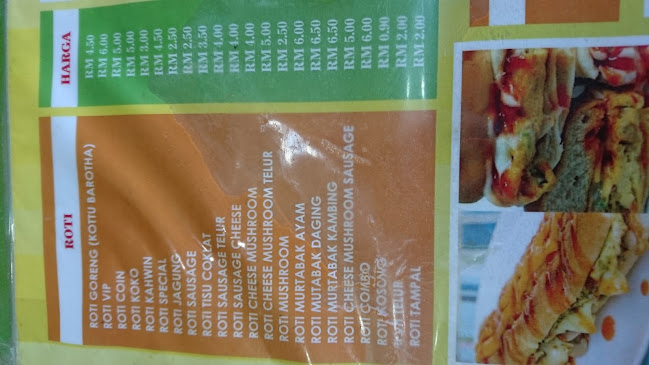 ROTI
ROTI GORENG (KOTTU BAROTHA)
ROTI VIP
ROTI COIN
ROTI KOKO
ROTI KAHWIN
ROTI SPECIAL
ROTI JAGUNG
ROTI SAUSAGE
ROTI TISU COKLAT
ROTI SAUSAGE TELUR
ROTI SAUSAGE CHEESE
ROTI CHEESE MUSHROOM
ROTI CHEESE MUSHROOM TELUR
ROTI MUSHROOM
ROTI MURTABAK AYAM
ROTI MUTABAK DAGING
ROTI MUTABAK KAMBING
ROTI CHEESE MUSHROOM SAUSAGE
ROTI COMBO
ROTI KOSONG
ROTI TELUR
ROTI TAMPAL
HARGA
RM 4.50
RM 6.00
RM 5.00
RM 5.00
RM 3.00
RM 4.50
RM 2.50
RM 2.50
RM 3.50
RM 4.00
RM 4.00
RM 4.00
RM 5.00
RM 2.50
RM 6.00
RM 6.50
RM 6.50
RM 5.00
RM 6.00
RM 0.90
RM 2.00
RM 2.00